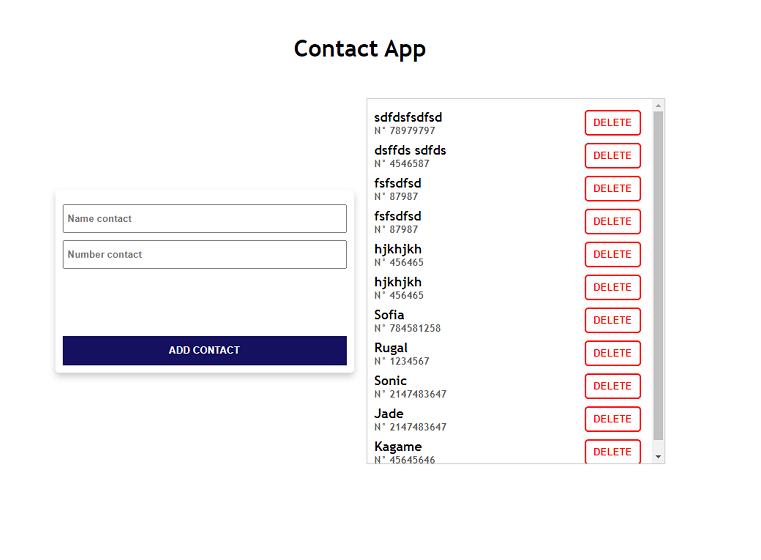 Contact App
Name contact
Number contact
ADD CONTACT
sdfdsfsdfsd
N° 78979797
DELETE
dsffds sdfds
N° 4546587
DELETE
fsfsdfsd
N° 87987
DELETE
fsfsdfsd
N° 87987
DELETE
hjkhjkh
N° 456465
DELETE
hjkhjkh
N° 456465
DELETE
Sofia
N° 784581258
DELETE
Rugal
N° 1234567
DELETE
Sonic
N° 2147483647
DELETE
Jade
N° 2147483647
DELETE
Kagame
N° 45645646
DELETE